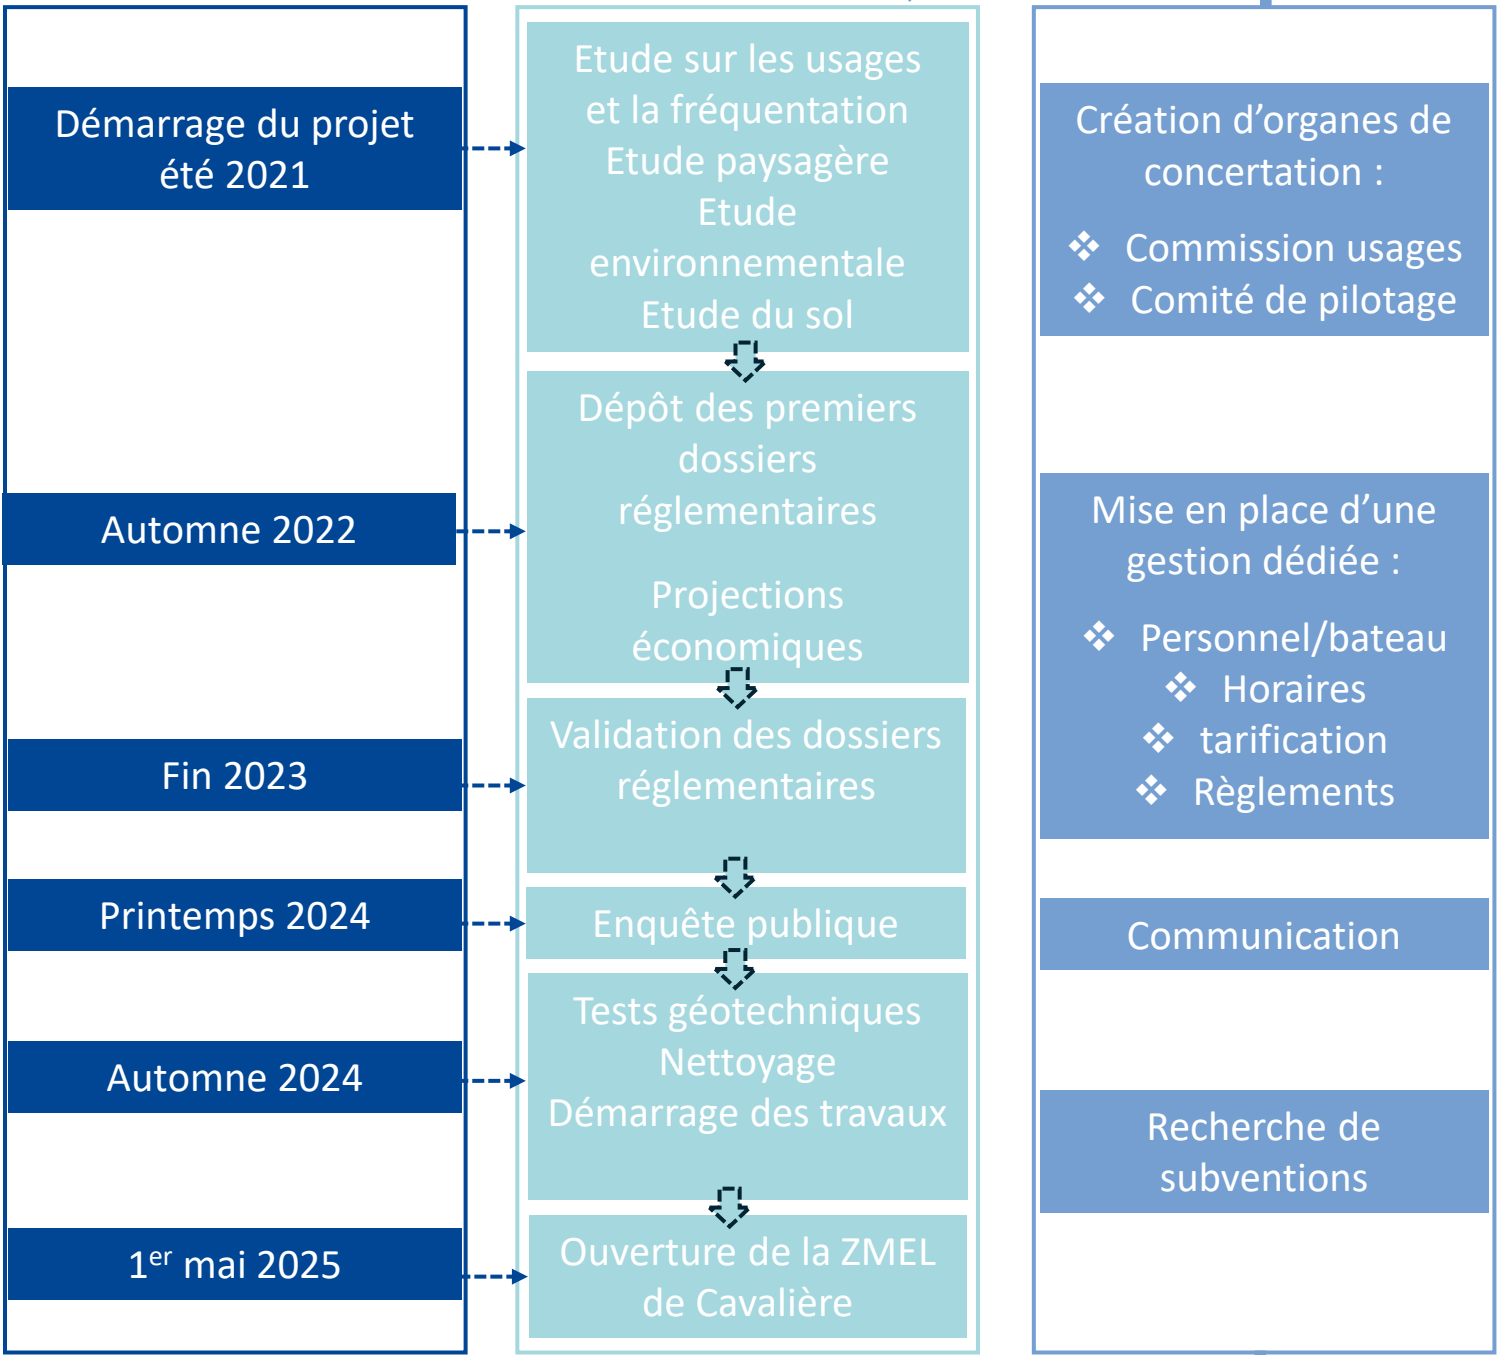 Démarrage du projet
été 2021
Automne 2022
Fin 2023
Printemps 2024
Automne 2024
1er mai 2025
Etude sur les usages
et la fréquentation
Etude paysagère
Etude
environnementale
Etude du sol
Dépôt des premiers
dossiers
réglementaires
Projections
économiques
Validation des dossiers
réglementaires
Enquête publique
Tests géotechniques
Nettoyage
Démarrage des travaux
Ouverture de la ZMEL
de Cavalière
Création d’organes de
concertation :
❖ Commission usages
❖ Comité de pilotage
Mise en place d’une
gestion dédiée :
❖ Personnel/bateau
❖ Horaires
❖ tarification
❖ Règlements
Communication
Recherche de
subventions